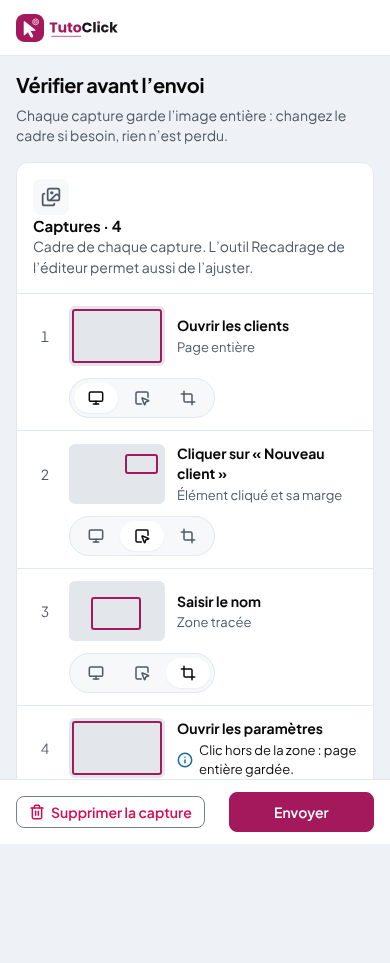 TutoClick
Vérifier avant l’envoi
Chaque capture garde l’image entière : changez le
cadre si besoin, rien n’est perdu.
Captures · 4
Cadre de chaque capture. L’outil Recadrage de
l’éditeur permet aussi de l’ajuster.
1
Ouvrir les clients
Page entière
2
Cliquer sur « Nouveau
client »
Élément cliqué et sa marge
3
Saisir le nom
Zone tracée
4
Ouvrir les paramètres
Clic hors de la zone : page
entière gardée.
Supprimer la capture
Envoyer